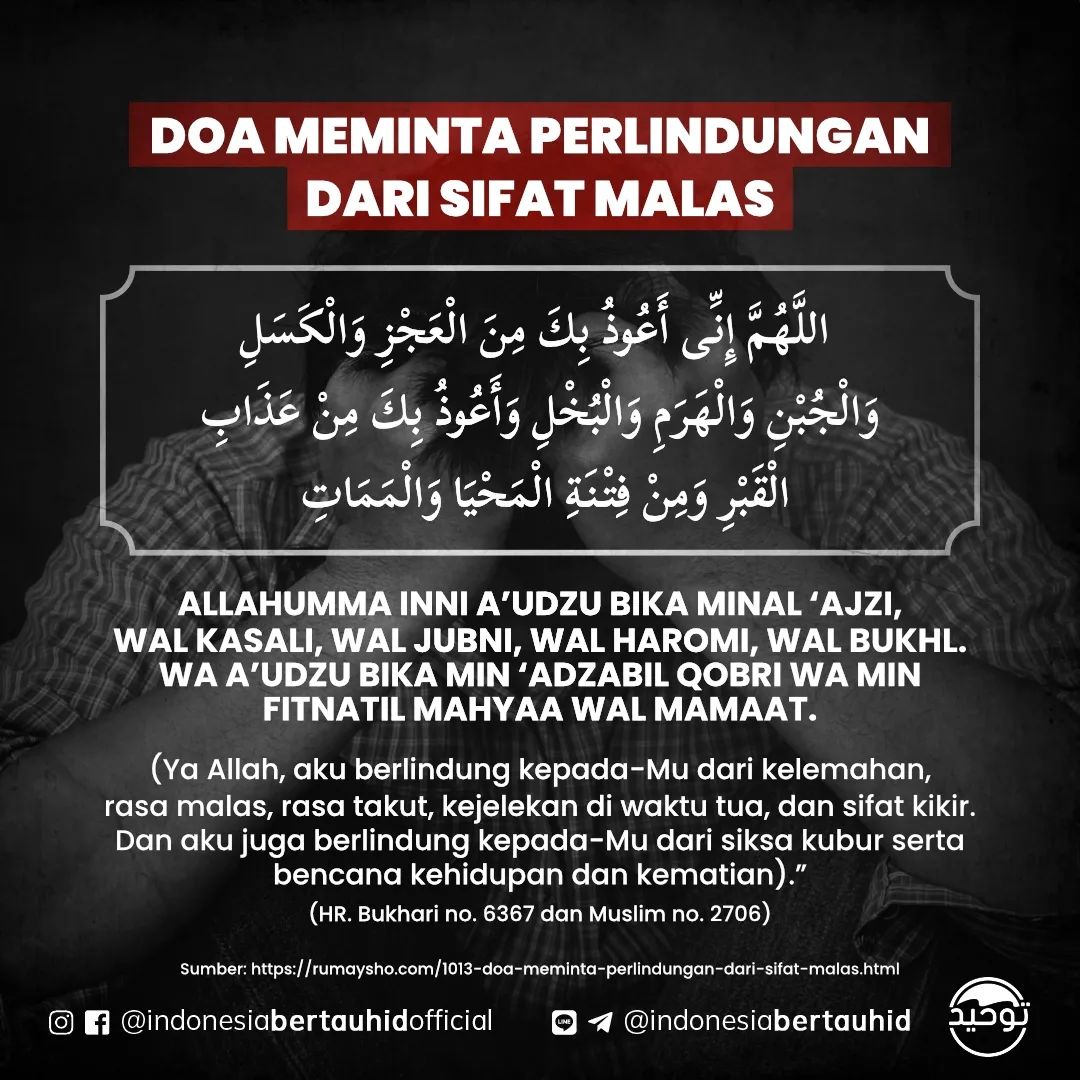 DOA MEMINTA PERLINDUNGAN
DARI SIFAT MALAS
اللَّهُمَّ إِنِّى أَعُوذُ بِكَ مِنَ الْعَجْزِ وَالْكَسَلِ
وَالْجُبْنِ وَالْهَرَمِ وَالْبُخْلِ وَأَعُوذُ بِكَ مِنْ عَذَابِ
الْقَبْرِ وَمِنْ فِتْنَةِ الْمَحْيَا وَالْمَمَاتِ
ALLAHUMMA INNI A’UDZU BIKA MINAL ‘AJZI,
WAL KASALI, WAL JUBNI, WAL HAROMI, WAL BUKHL.
WA A’UDZU BIKA MIN ‘ADZABIL QOBRI WA MIN
FITNATIL MAHYAA WAL MAMAAT.
(Ya Allah, aku berlindung kepada-Mu dari kelemahan,
rasa malas, rasa takut, kejelekan di waktu tua, dan sifat kikir.
Dan aku juga berlindung kepada-Mu dari siksa kubur serta
bencana kehidupan dan kematian).”
(HR. Bukhari no. 6367 dan Muslim no. 2706)
Sumber: https://rumaysho.com/1013-doa-meminta-perlindungan-dari-sifat-malas.html
@indonesiabertauhidofficial
LINE @indonesiabertauhid
توحيد